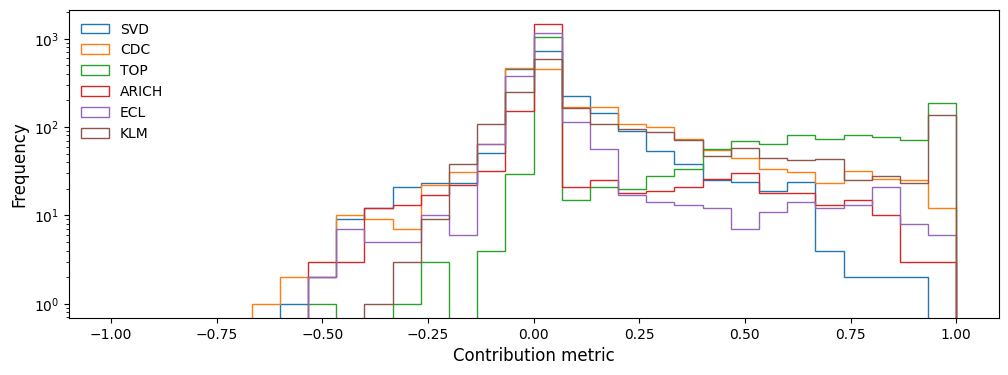 SVD
CDC
TOP
ARICH
ECL
KLM
Frequency
10³
10²
10¹
10⁰
−1.00 −0.75 −0.50 −0.25 0.00 0.25 0.50 0.75 1.00
Contribution metric